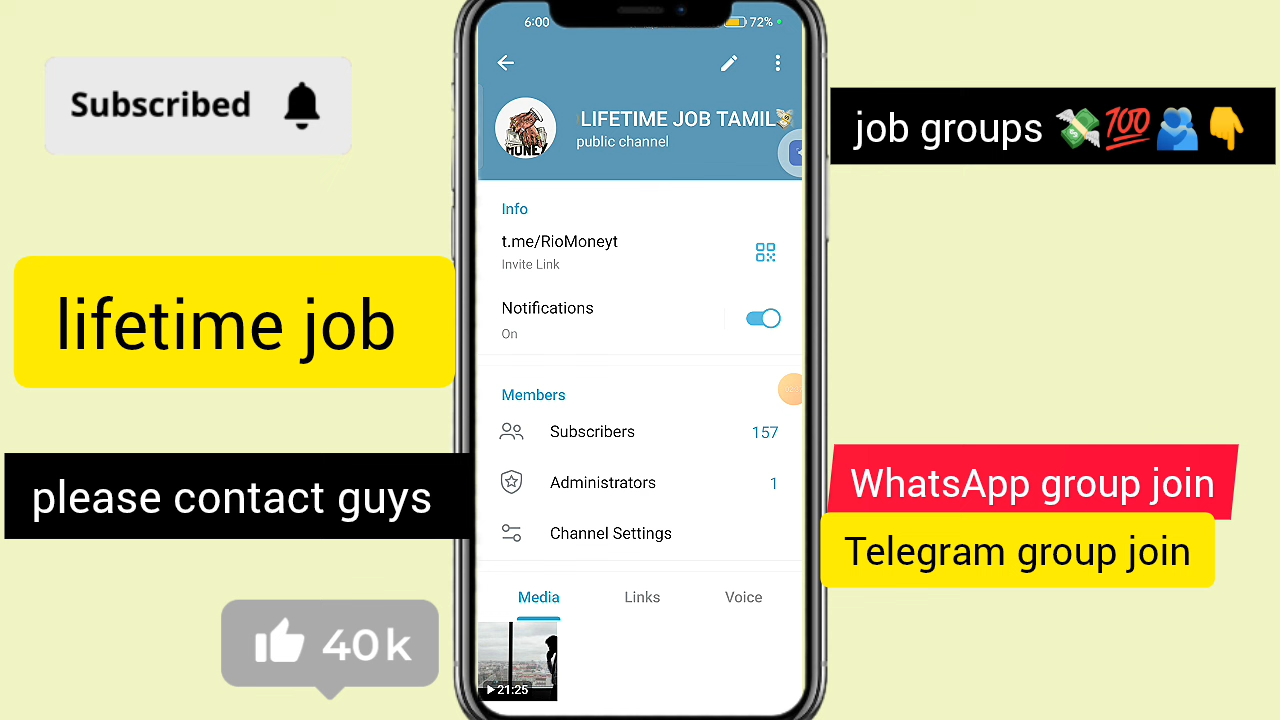 6:00
72%
Subscribed
LIFETIME JOB TAMIL💸
public channel
MONEY
job groups 💸💯🫂👇
Info
t.me/RioMoneyt
Invite Link
lifetime job
Notifications
On
Members
Subscribers 157
please contact guys
Administrators 1
WhatsApp group join
Channel Settings
Telegram group join
Media Links Voice
40k
21:25